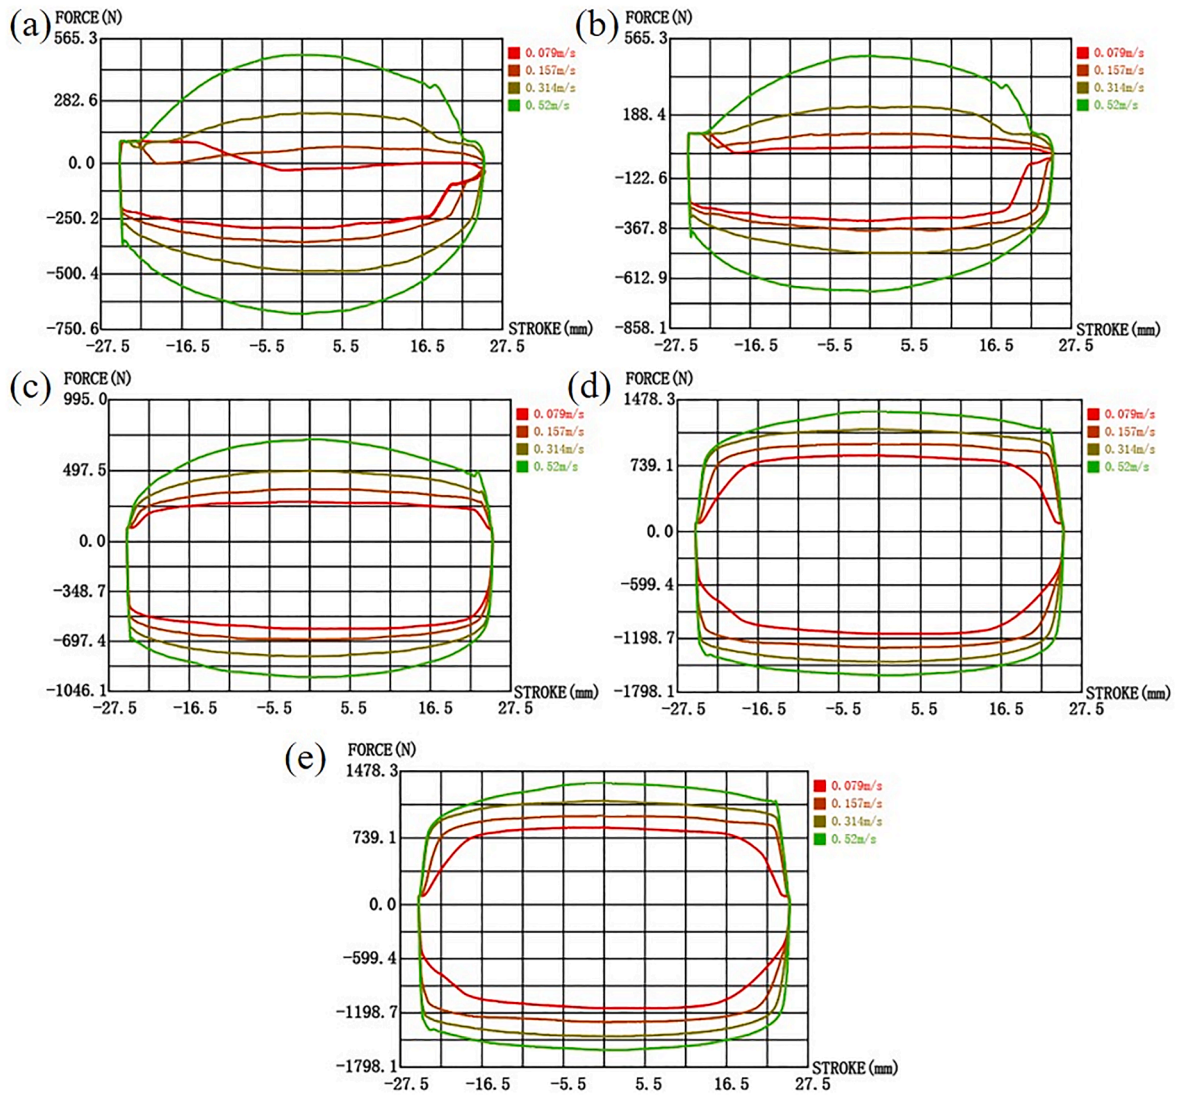 (a) FORCE(N)
565.3
282.6
0.0
-250.2
-500.4
-750.6
-27.5 -16.5 -5.5 5.5 16.5 27.5
STROKE(mm)
0.079m/s
0.157m/s
0.314m/s
0.52m/s
(b) FORCE(N)
565.3
188.4
-122.6
-367.8
-612.9
-858.1
-27.5 -16.5 -5.5 5.5 16.5 27.5
STROKE(mm)
0.079m/s
0.157m/s
0.314m/s
0.52m/s
(c) FORCE(N)
995.0
497.5
0.0
-348.7
-697.4
-1046.1
-27.5 -16.5 -5.5 5.5 16.5 27.5
STROKE(mm)
0.079m/s
0.157m/s
0.314m/s
0.52m/s
(d) FORCE(N)
1478.3
739.1
0.0
-599.4
-1198.7
-1798.1
-27.5 -16.5 -5.5 5.5 16.5 27.5
STROKE(mm)
0.079m/s
0.157m/s
0.314m/s
0.52m/s
(e) FORCE(N)
1478.3
739.1
0.0
-599.4
-1198.7
-1798.1
-27.5 -16.5 -5.5 5.5 16.5 27.5
STROKE(mm)
0.079m/s
0.157m/s
0.314m/s
0.52m/s